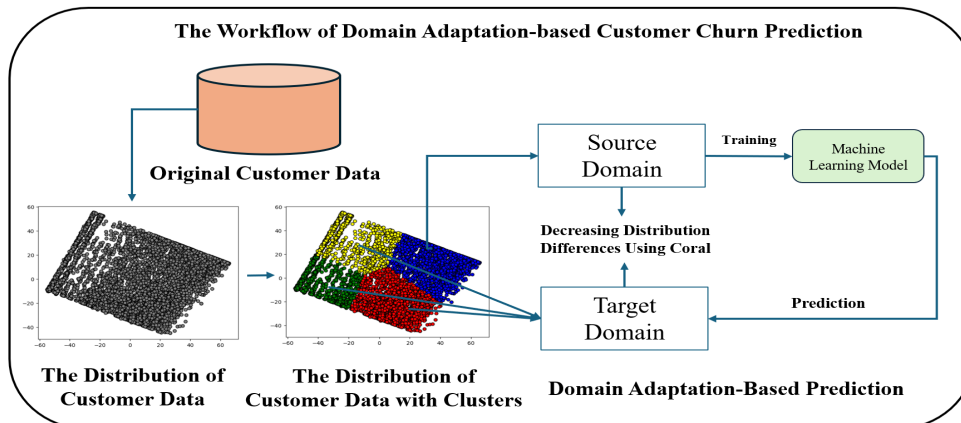 The Workflow of Domain Adaptation-based Customer Churn Prediction
Original Customer Data
Source
Domain
Training
Machine
Learning Model
Decreasing Distribution
Differences Using Coral
Target
Domain
Prediction
60
40
20
0
−20
−40
−60
−40
−20
0
20
40
60
60
40
20
0
−20
−40
−60
−40
−20
0
20
40
60
The Distribution of
Customer Data
The Distribution of
Customer Data with Clusters
Domain Adaptation-Based Prediction